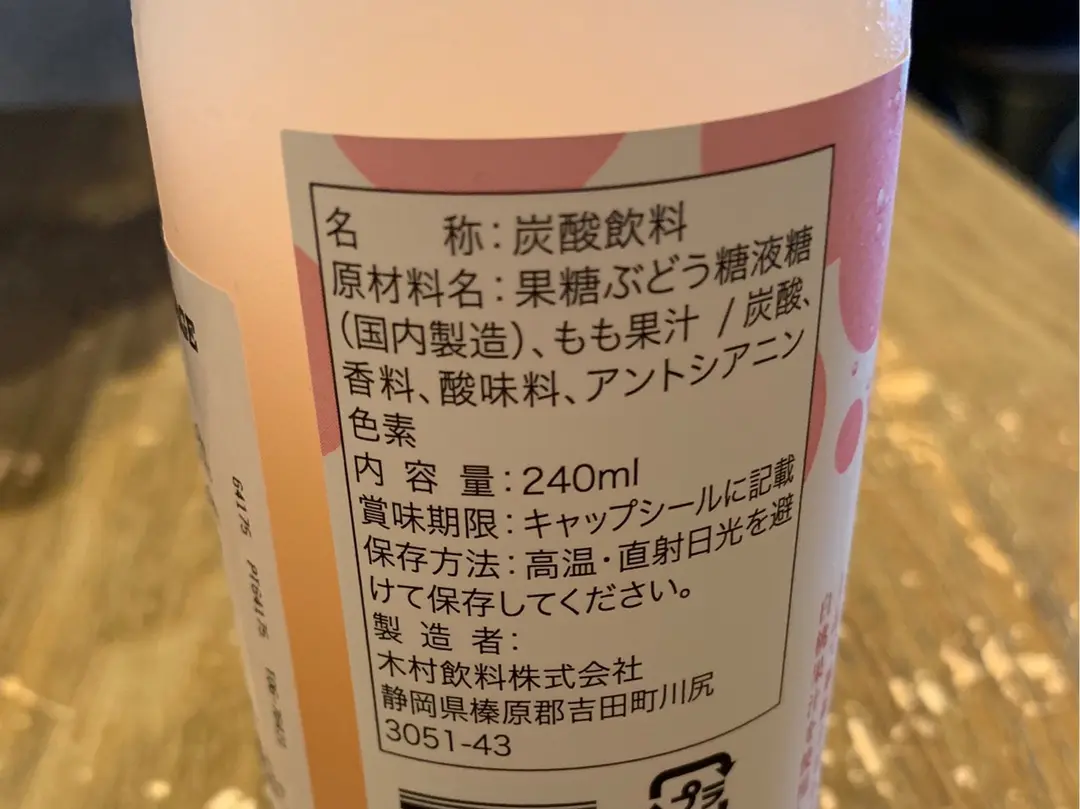 名　称：炭酸飲料
原材料名：果糖ぶどう糖液糖
（国内製造）、もも果汁 / 炭酸、
香料、酸味料、アントシアニン
色素
内 容 量：240ml
賞味期限：キャップシールに記載
保存方法：高温・直射日光を避
けて保存してください。
製 造 者：
木村飲料株式会社
静岡県榛原郡吉田町川尻
3051-43
プラ
64175
PT64176